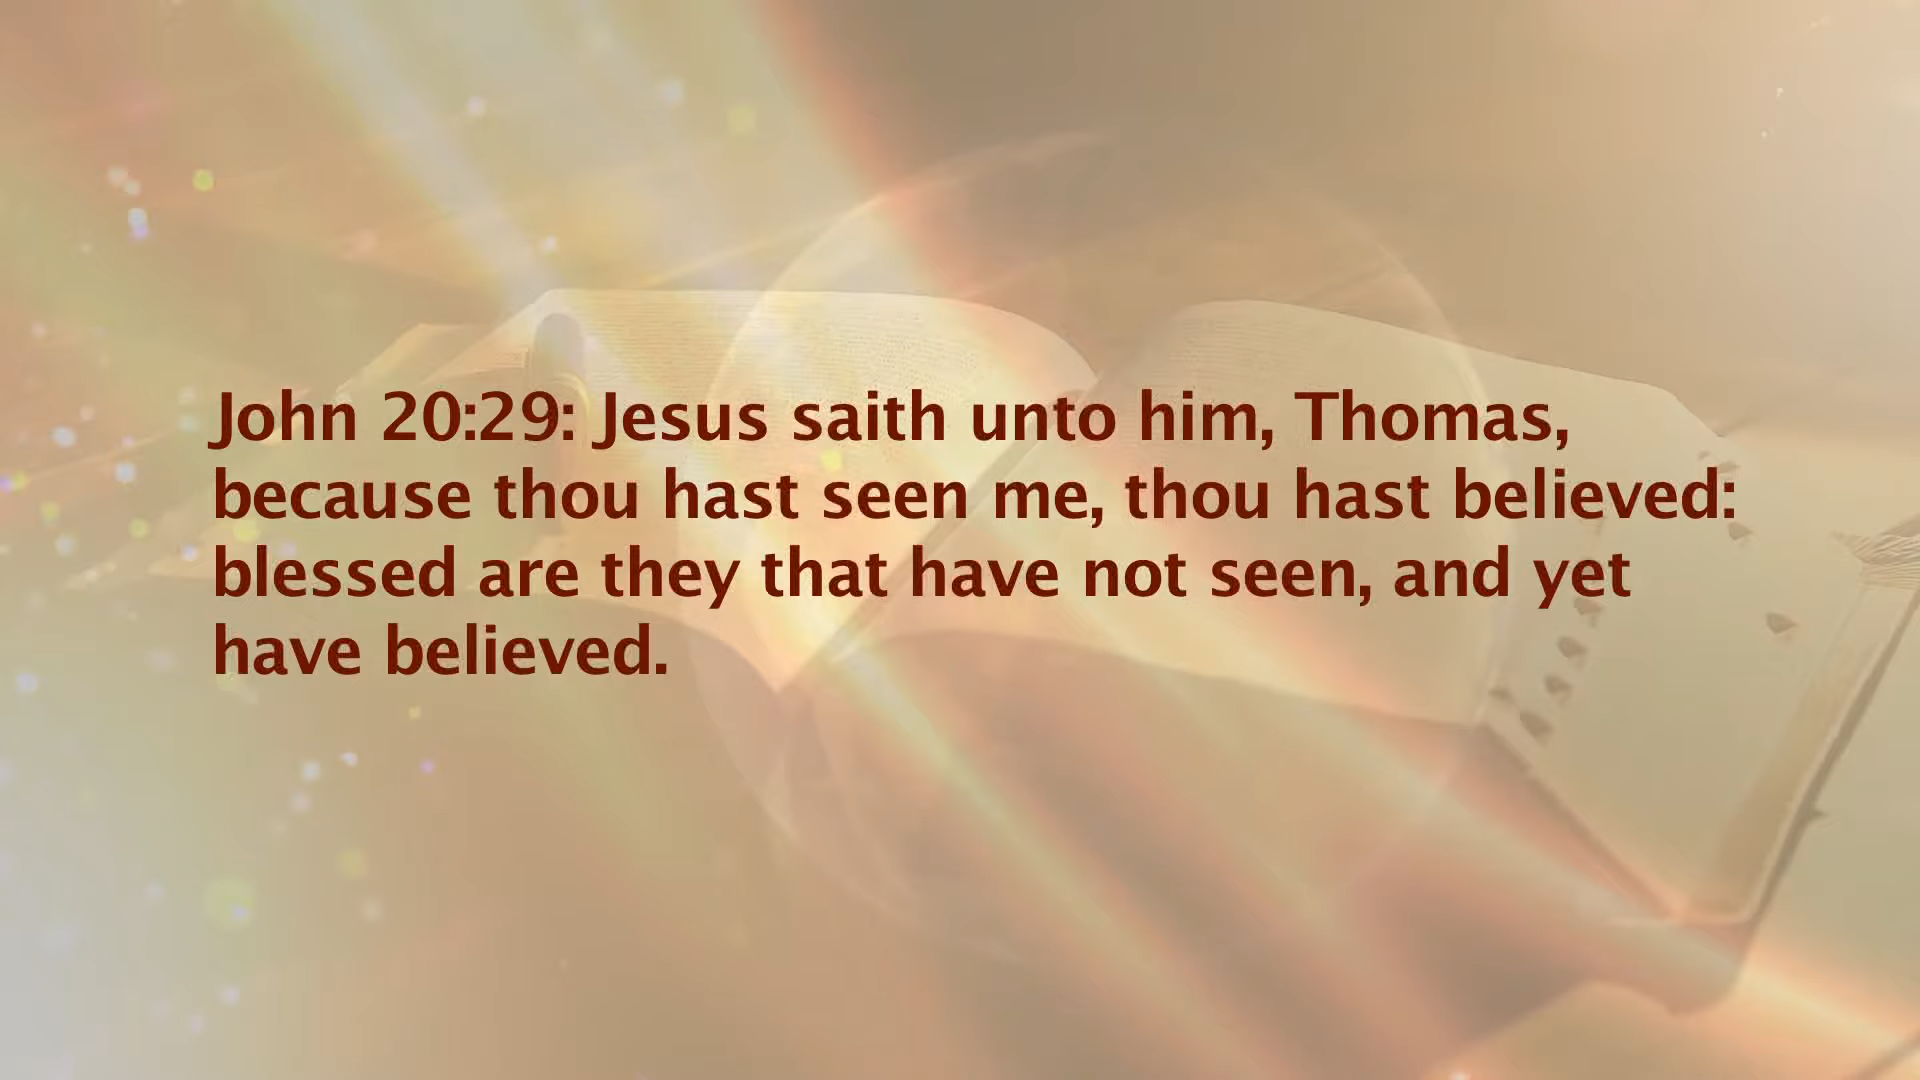 John 20:29: Jesus saith unto him, Thomas,
because thou hast seen me, thou hast believed:
blessed are they that have not seen, and yet
have believed.